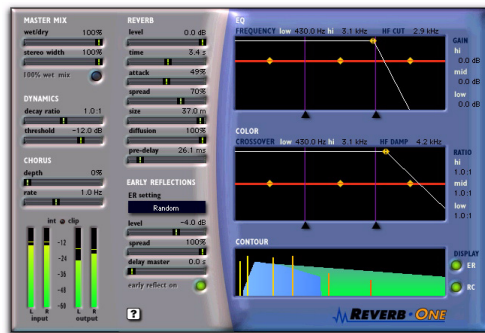 MASTER MIX
wet/dry 100%
stereo width 100%
100% wet mix
DYNAMICS
decay ratio 1.0:1
threshold -12.0 dB
CHORUS
depth 0%
rate 1.0 Hz
int clip
-12
-24
-36
-48
-60
L R L R
input output
REVERB
level 0.0 dB
time 3.4 s
attack 49%
spread 70%
size 37.0 m
diffusion 100%
pre-delay 26.1 ms
EARLY REFLECTIONS
ER setting
Random
level -4.0 dB
spread 100%
delay master 0.0 s
early reflect on
?
EQ
FREQUENCY low 430.0 Hz hi 3.1 kHz HF CUT 2.9 kHz
GAIN
hi
0.0 dB
mid
0.0 dB
low
0.0 dB
COLOR
CROSSOVER low 430.0 Hz hi 3.1 kHz HF DAMP 4.2 kHz
RATIO
hi
1.0:1
mid
1.0:1
low
1.0:1
CONTOUR
DISPLAY
ER
RC
REVERB · ONE